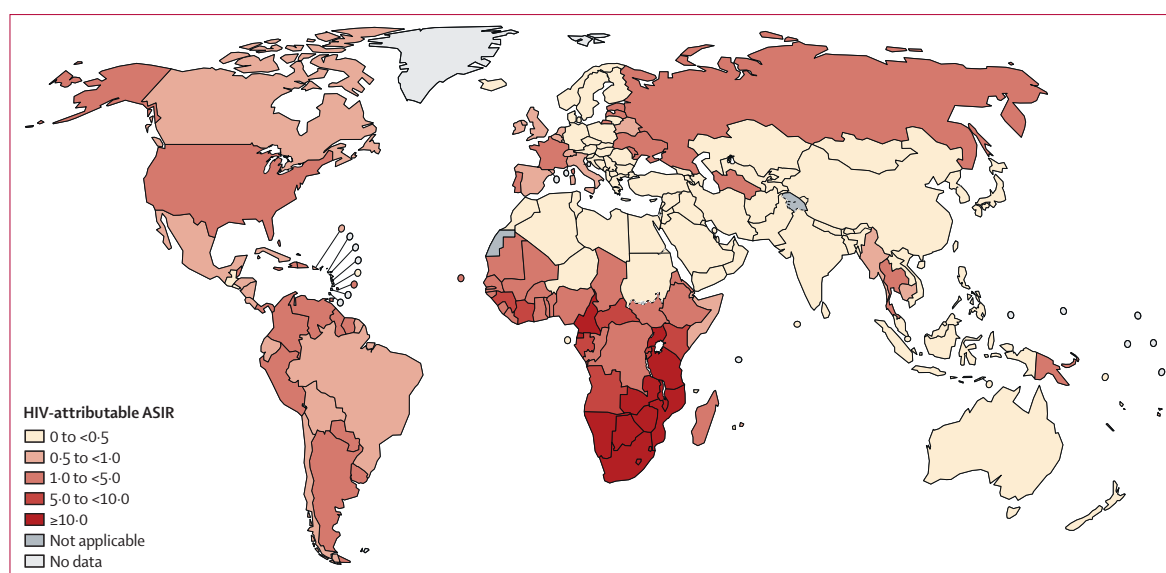 HIV-attributable ASIR
0 to <0·5
0·5 to <1·0
1·0 to <5·0
5·0 to <10·0
≥10·0
Not applicable
No data